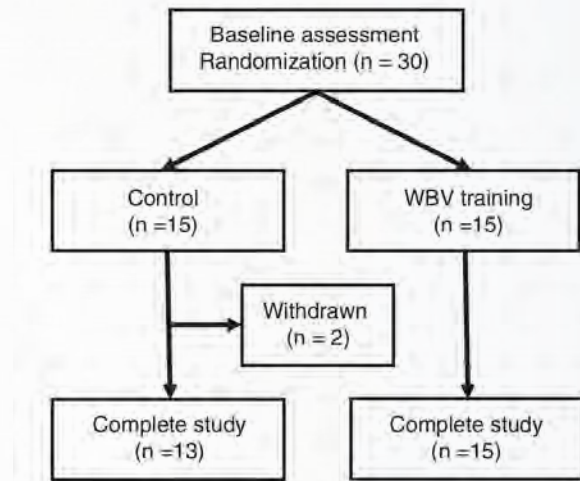 Baseline assessment
Randomization (n = 30)
Control
(n =15)
WBV training
(n =15)
Withdrawn
(n = 2)
Complete study
(n =13)
Complete study
(n =15)